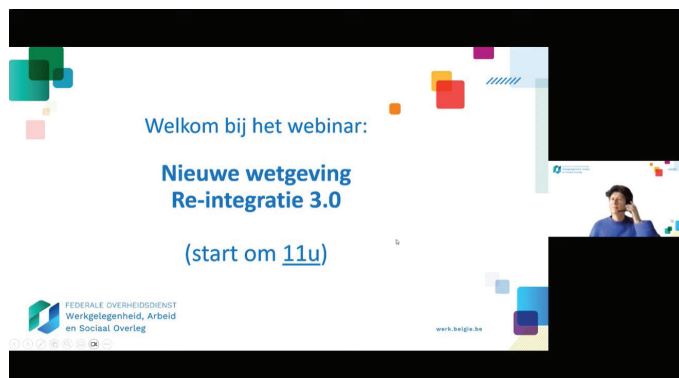 Welkom bij het webinar:
Nieuwe wetgeving
Re-integratie 3.0
(start om 11u)
FEDERALE OVERHEIDSDIENST
Werkgelegenheid, Arbeid
en Sociaal Overleg
werk.belgie.be